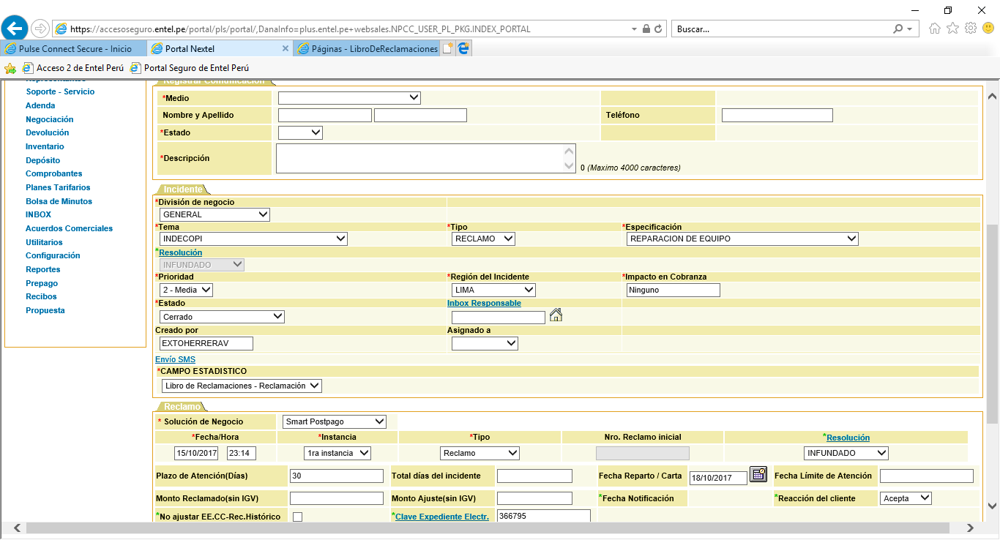 https://accesoseguro.entel.pe/portal/pls/portal/,DanaInfo=plus.entel.pe+websales.NPCC_USER_PL_PKG.INDEX_PORTAL
Buscar...
Pulse Connect Secure - Inicio
Portal Nextel
Páginas - LibroDeReclamaciones
Acceso 2 de Entel Perú
Portal Seguro de Entel Perú
Representantes
Soporte - Servicio
Adenda
Negociación
Devolución
Inventario
Depósito
Comprobantes
Planes Tarifarios
Bolsa de Minutos
INBOX
Acuerdos Comerciales
Utilitarios
Configuración
Reportes
Prepago
Recibos
Propuesta
Registrar Comunicación
*Medio
Nombre y Apellido Teléfono
*Estado
*Descripción
0 (Maximo 4000 caracteres)
Incidente
*División de negocio
GENERAL
*Tema *Tipo *Especificación
INDECOPI RECLAMO REPARACION DE EQUIPO
*Resolución
INFUNDADO
*Prioridad *Región del Incidente *Impacto en Cobranza
2 - Media LIMA Ninguno
*Estado Inbox Responsable
Cerrado
Creado por Asignado a
EXTOHERRERAV
Envío SMS
*CAMPO ESTADISTICO
Libro de Reclamaciones - Reclamación
Reclamo
* Solución de Negocio Smart Postpago
*Fecha/Hora *Instancia *Tipo Nro. Reclamo inicial *Resolución
15/10/2017 23:14 1ra instancia Reclamo INFUNDADO
Plazo de Atención(Días) 30 Total días del incidente Fecha Reparto / Carta 18/10/2017 Fecha Límite de Atención
Monto Reclamado(sin IGV) Monto Ajuste(sin IGV) *Fecha Notificación *Reacción del cliente Acepta
*No ajustar EE.CC-Rec.Histórico *Clave Expediente Electr. 366795